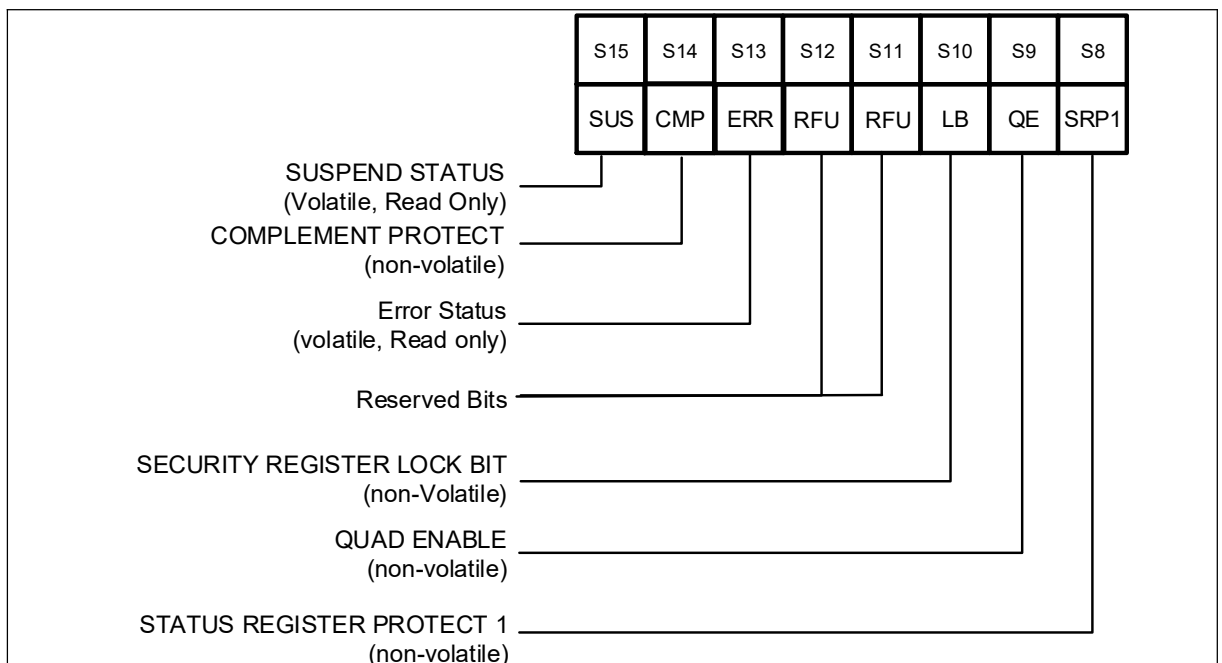 S15 S14 S13 S12 S11 S10 S9 S8
SUS CMP ERR RFU RFU LB QE SRP1
SUSPEND STATUS
(Volatile, Read Only)
COMPLEMENT PROTECT
(non-volatile)
Error Status
(volatile, Read only)
Reserved Bits
SECURITY REGISTER LOCK BIT
(non-Volatile)
QUAD ENABLE
(non-volatile)
STATUS REGISTER PROTECT 1
(non-volatile)